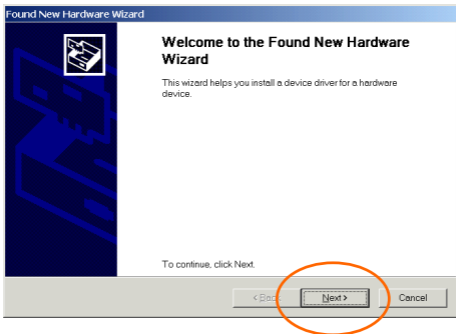 Found New Hardware Wizard
Welcome to the Found New Hardware
Wizard
This wizard helps you install a device driver for a hardware
device.
To continue, click Next.
< Back Next > Cancel